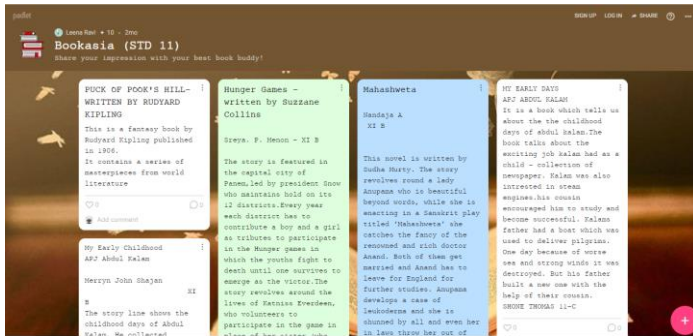 padlet
SIGN UP LOG IN SHARE
Leena Ravi + 10 • 2mo
Bookasia (STD 11)
Share your impression with your best book buddy!
PUCK OF POOK'S HILL-
WRITTEN BY RUDYARD
KIPLING
This is a fantasy book by
Rudyard Kipling published
in 1906.
It contains a series of
masterpieces from world
literature
0 0
Add comment
My Early Childhood
APJ Abdul Kalam
Merryn John Shajan
XI
B
The story line shows the
childhood days of Abdul
Kalam. He collected
Hunger Games -
written by Suzzane
Collins
Sreya. P. Menon - XI B
The story is featured in
the capital city of
Panem,led by president Snow
who maintains hold on its
12 districts.Every year
each district has to
contribute a boy and a girl
as tributes to participate
in the Hunger games in
which the youths fight to
death until one survives to
emerge as the victor.The
story revolves around the
lives of Katniss Everdeen,
who volunteers to
participate in the game in
place of her sister who
Mahashweta
Nandaja A
XI B
This novel is written by
Sudha Murty. The story
revolves round a lady
Anupama who is beautiful
beyond words, while she is
enacting in a Sanskrit play
titled 'Mahashweta' she
catches the fancy of the
renowned and rich doctor
Anand. Both of them get
married and Anand has to
leave for England for
further studies. Anupama
develops a case of
leukoderma and she is
shunned by all and even her
in laws throw her out of
MY EARLY DAYS
APJ ABDUL KALAM
It is a book which tells us
about the the childhood
days of abdul kalam.The
book talks about the
exciting job kalam had as a
child - collection of
newspaper. Kalam was also
intrested in steam
engines.his cousin
encouraged him to study and
become successful. Kalams
father had a boat which was
used to deliver pilgrims.
One day because of worse
sea and strong winds it was
destroyed. But his father
built a new one with the
help of their cousin.
SHONE THOMAS 11-C
0 0